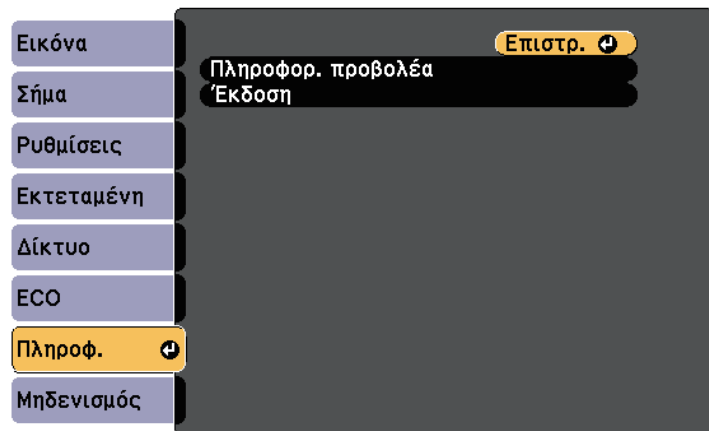 Εικόνα
Σήμα
Ρυθμίσεις
Εκτεταμένη
Δίκτυο
ECO
Πληροφ.
Μηδενισμός
Επιστρ.
Πληροφορ. προβολέα
Έκδοση